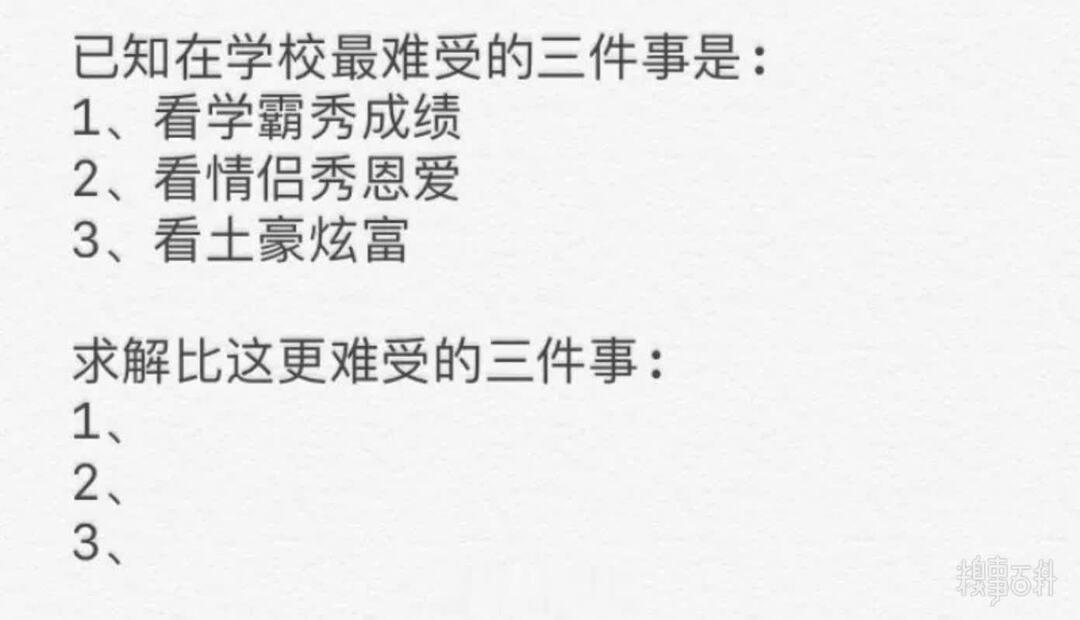 已知在学校最难受的三件事是：
1、看学霸秀成绩
2、看情侣秀恩爱
3、看土豪炫富
求解比这更难受的三件事：
1、
2、
3、
糗事百科